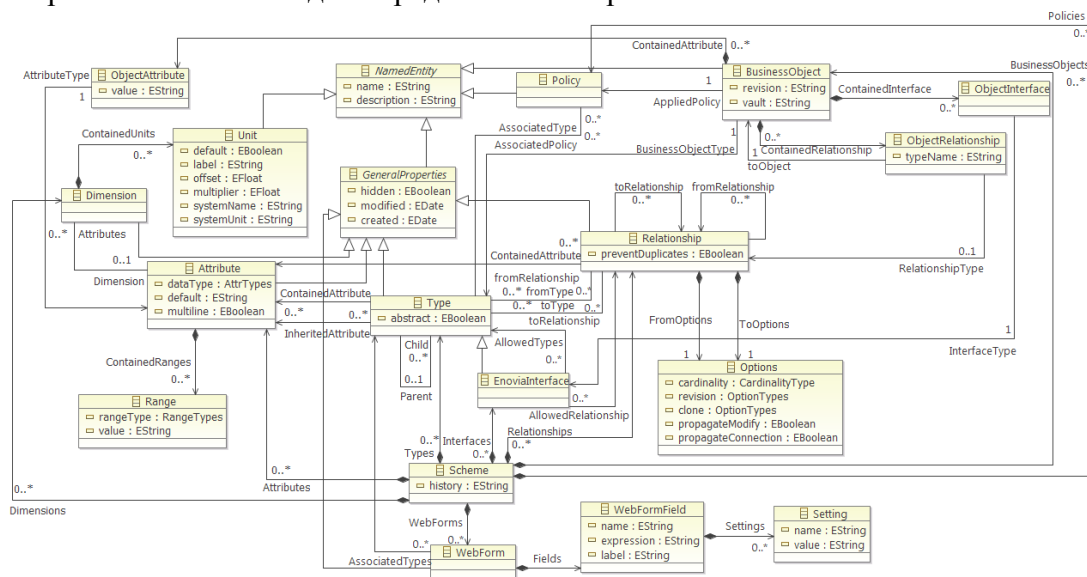 Policies
0..*
ContainedAttribute 0..*
AttributeType
1
ObjectAttribute
value : EString
NamedEntity
name : EString
description : EString
Policy
1
AppliedPolicy
BusinessObject
revision : EString
vault : EString
BusinessObjects
0..*
ContainedInterface
0..*
ObjectInterface
ContainedUnits
0..*
Unit
default : EBoolean
label : EString
offset : EFloat
multiplier : EFloat
systemName : EString
systemUnit : EString
AssociatedType
0..*
0..*
AssociatedPolicy
1
BusinessObjectType
0..*
ContainedRelationship
1
toObject
ObjectRelationship
typeName : EString
Dimension
GeneralProperties
hidden : EBoolean
modified : EDate
created : EDate
toRelationship
0..*
fromRelationship
0..*
0..*
Attributes
0..1
Dimension
Relationship
preventDuplicates : EBoolean
0..*
ContainedAttribute
0..1
RelationshipType
Attribute
dataType : AttrTypes
default : EString
multiline : EBoolean
ContainedAttribute
0..*
0..*
InheritedAttribute
Type
abstract : EBoolean
fromRelationship
0..* fromType
0..* toType 0..*
toRelationship
FromOptions
ToOptions
1
1
Child
0..*
0..1
Parent
AllowedTypes
0..*
1
InterfaceType
ContainedRanges
0..*
Range
rangeType : RangeTypes
value : EString
EnoviaInterface
0..*
AllowedRelationship
Options
cardinality : CardinalityType
revision : OptionTypes
clone : OptionTypes
propagateModify : EBoolean
propagateConnection : EBoolean
0..*
Types
Interfaces
0..*
Relationships
0..*
Scheme
history : EString
0..*
Attributes
0..*
Dimensions
WebForms
0..*
0..*
AssociatedTypes
WebForm
Fields
WebFormField
name : EString
expression : EString
label : EString
Settings
0..*
Setting
name : EString
value : EString